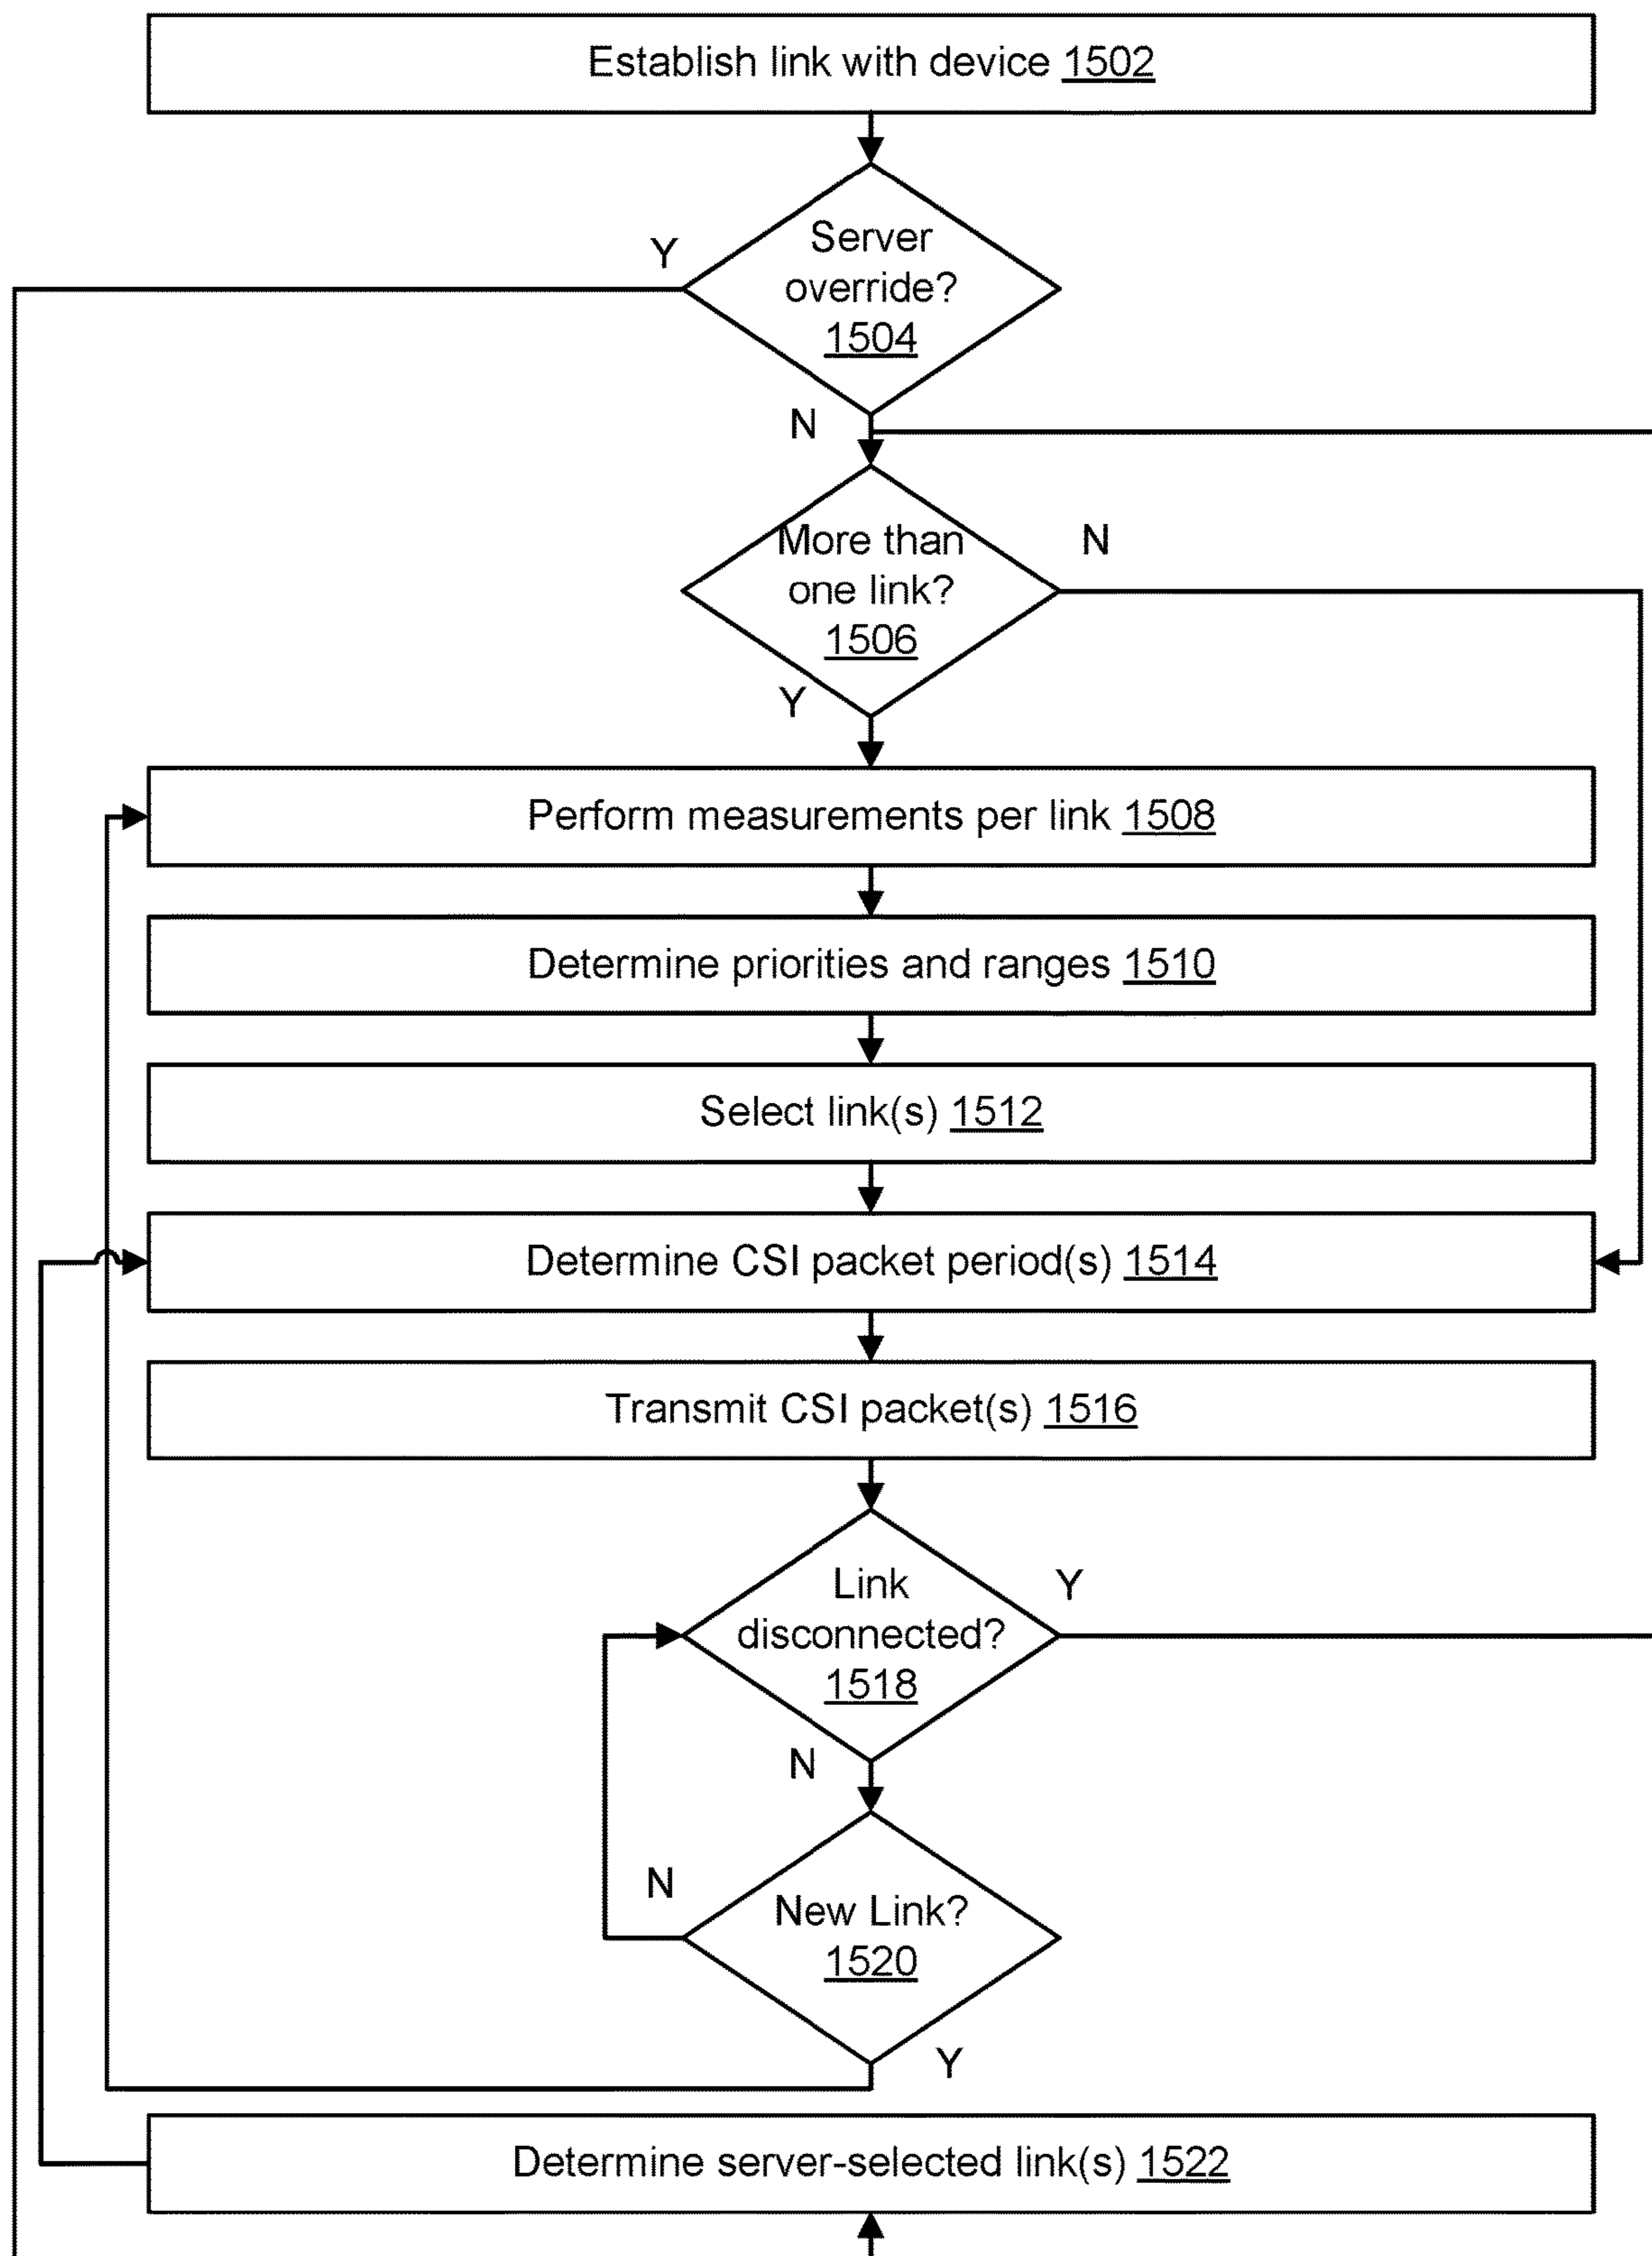 Establish link with device 1502
Server
override?
1504
Y
N
More than
one link?
1506
N
Y
Perform measurements per link 1508
Determine priorities and ranges 1510
Select link(s) 1512
Determine CSI packet period(s) 1514
Transmit CSI packet(s) 1516
Link
disconnected?
1518
Y
N
New Link?
1520
N
Y
Determine server-selected link(s) 1522